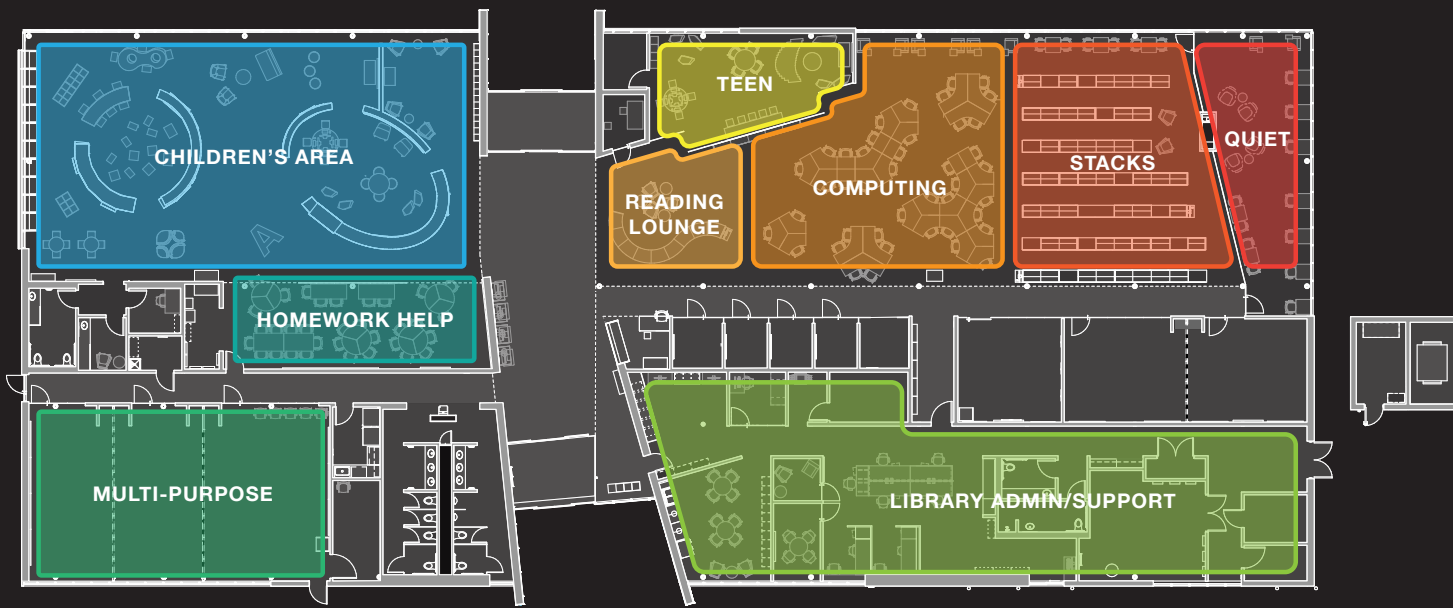 TEEN
CHILDREN'S AREA
QUIET
STACKS
COMPUTING
READING
LOUNGE
HOMEWORK HELP
MULTI-PURPOSE
LIBRARY ADMIN/SUPPORT